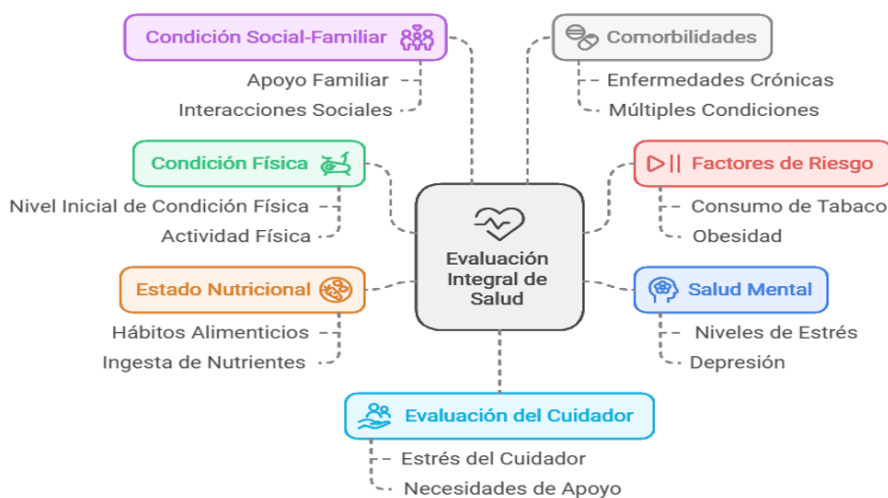 Condición Social-Familiar
Apoyo Familiar
Interacciones Sociales
Comorbilidades
Enfermedades Crónicas
Múltiples Condiciones
Condición Física
Nivel Inicial de Condición Física
Actividad Física
Factores de Riesgo
Consumo de Tabaco
Obesidad
Evaluación
Integral de
Salud
Estado Nutricional
Hábitos Alimenticios
Ingesta de Nutrientes
Salud Mental
Niveles de Estrés
Depresión
Evaluación del Cuidador
Estrés del Cuidador
Necesidades de Apoyo